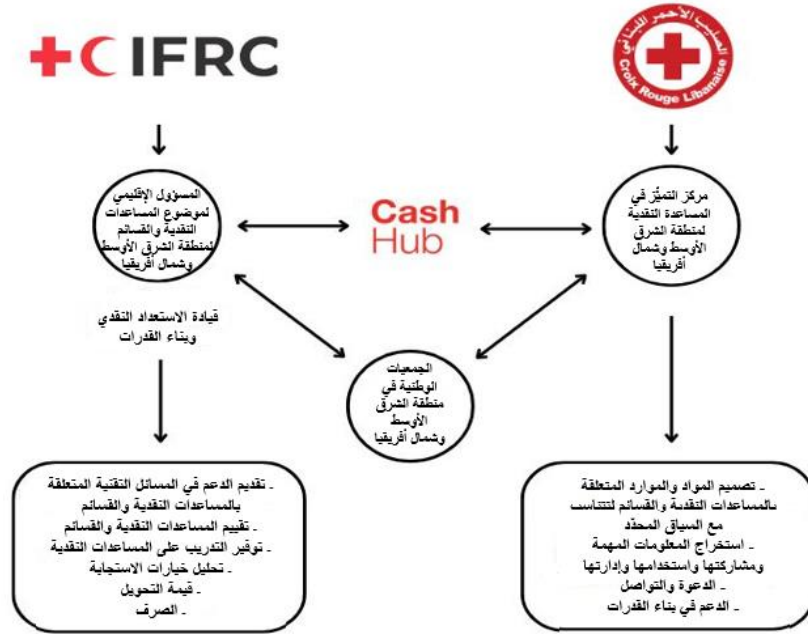 IFRC
الصليب الأحمر اللبناني
Croix Rouge Libanaise
المسؤول الإقليمي
لموضوع المساعدات
النقدية والقسائم
لمنطقة الشرق الأوسط
وشمال أفريقيا
Cash
Hub
مركز التميُّز في
المساعدة النقدية
لمنطقة الشرق
الأوسط وشمال
أفريقيا
قيادة الاستعداد النقدي
وبناء القدرات
الجمعيات
الوطنية في
منطقة الشرق
الأوسط
وشمال أفريقيا
- تقديم الدعم في المسائل التقنية المتعلقة
بالمساعدات النقدية والقسائم
- تقييم المساعدات النقدية والقسائم
- توفير التدريب على المساعدات النقدية
- تحليل خيارات الاستجابة
- قيمة التحويل
- الصرف
- تصميم المواد والموارد المتعلقة
بالمساعدات النقدية والقسائم لتتناسب
مع السياق المحدّد
- استخراج المعلومات المهمة
ومشاركتها واستخدامها وإدارتها
- الدعوة والتواصل
- الدعم في بناء القدرات